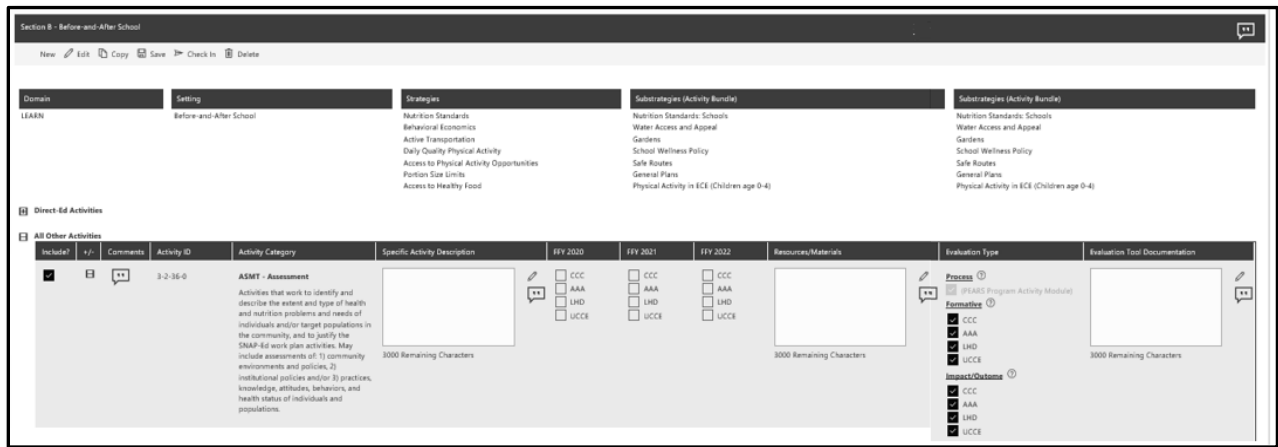 Section B - Before-and-After School
New Edit Copy Save Check In Delete
Domain Setting Strategies Substrategies (Activity Bundle) Substrategies (Activity Bundle)
LEARN Before-and-After School Nutrition Standards Nutrition Standards: Schools Nutrition Standards: Schools
Behavioral Economics Water Access and Appeal Water Access and Appeal
Active Transportation Gardens Gardens
Daily Quality Physical Activity School Wellness Policy School Wellness Policy
Access to Physical Activity Opportunities Safe Routes Safe Routes
Portion Size Limits General Plans General Plans
Access to Healthy Food Physical Activity in ECE (Children age 0-4) Physical Activity in ECE (Children age 0-4)
Direct-Ed Activities
All Other Activities
Include? +/- Comments Activity ID Activity Category Specific Activity Description FFY 2020 FFY 2021 FFY 2022 Resources/Materials Evaluation Type Evaluation Tool Documentation
3-2-36-0
ASMT - Assessment
Activities that work to identify and
describe the extent and type of health
and nutrition problems and needs of
individuals and/or target populations in
the community, and to justify the
SNAP-Ed work plan activities. May
include assessments of: 1) community
environments and policies, 2)
institutional policies and/or 3) practices,
knowledge, attitudes, behaviors, and
health status of individuals and
populations.
3000 Remaining Characters
CCC
AAA
LHD
UCCE
CCC
AAA
LHD
UCCE
CCC
AAA
LHD
UCCE
3000 Remaining Characters
Process
(PEARS Program Activity Module)
Formative
CCC
AAA
LHD
UCCE
Impact/Outome
CCC
AAA
LHD
UCCE
3000 Remaining Characters